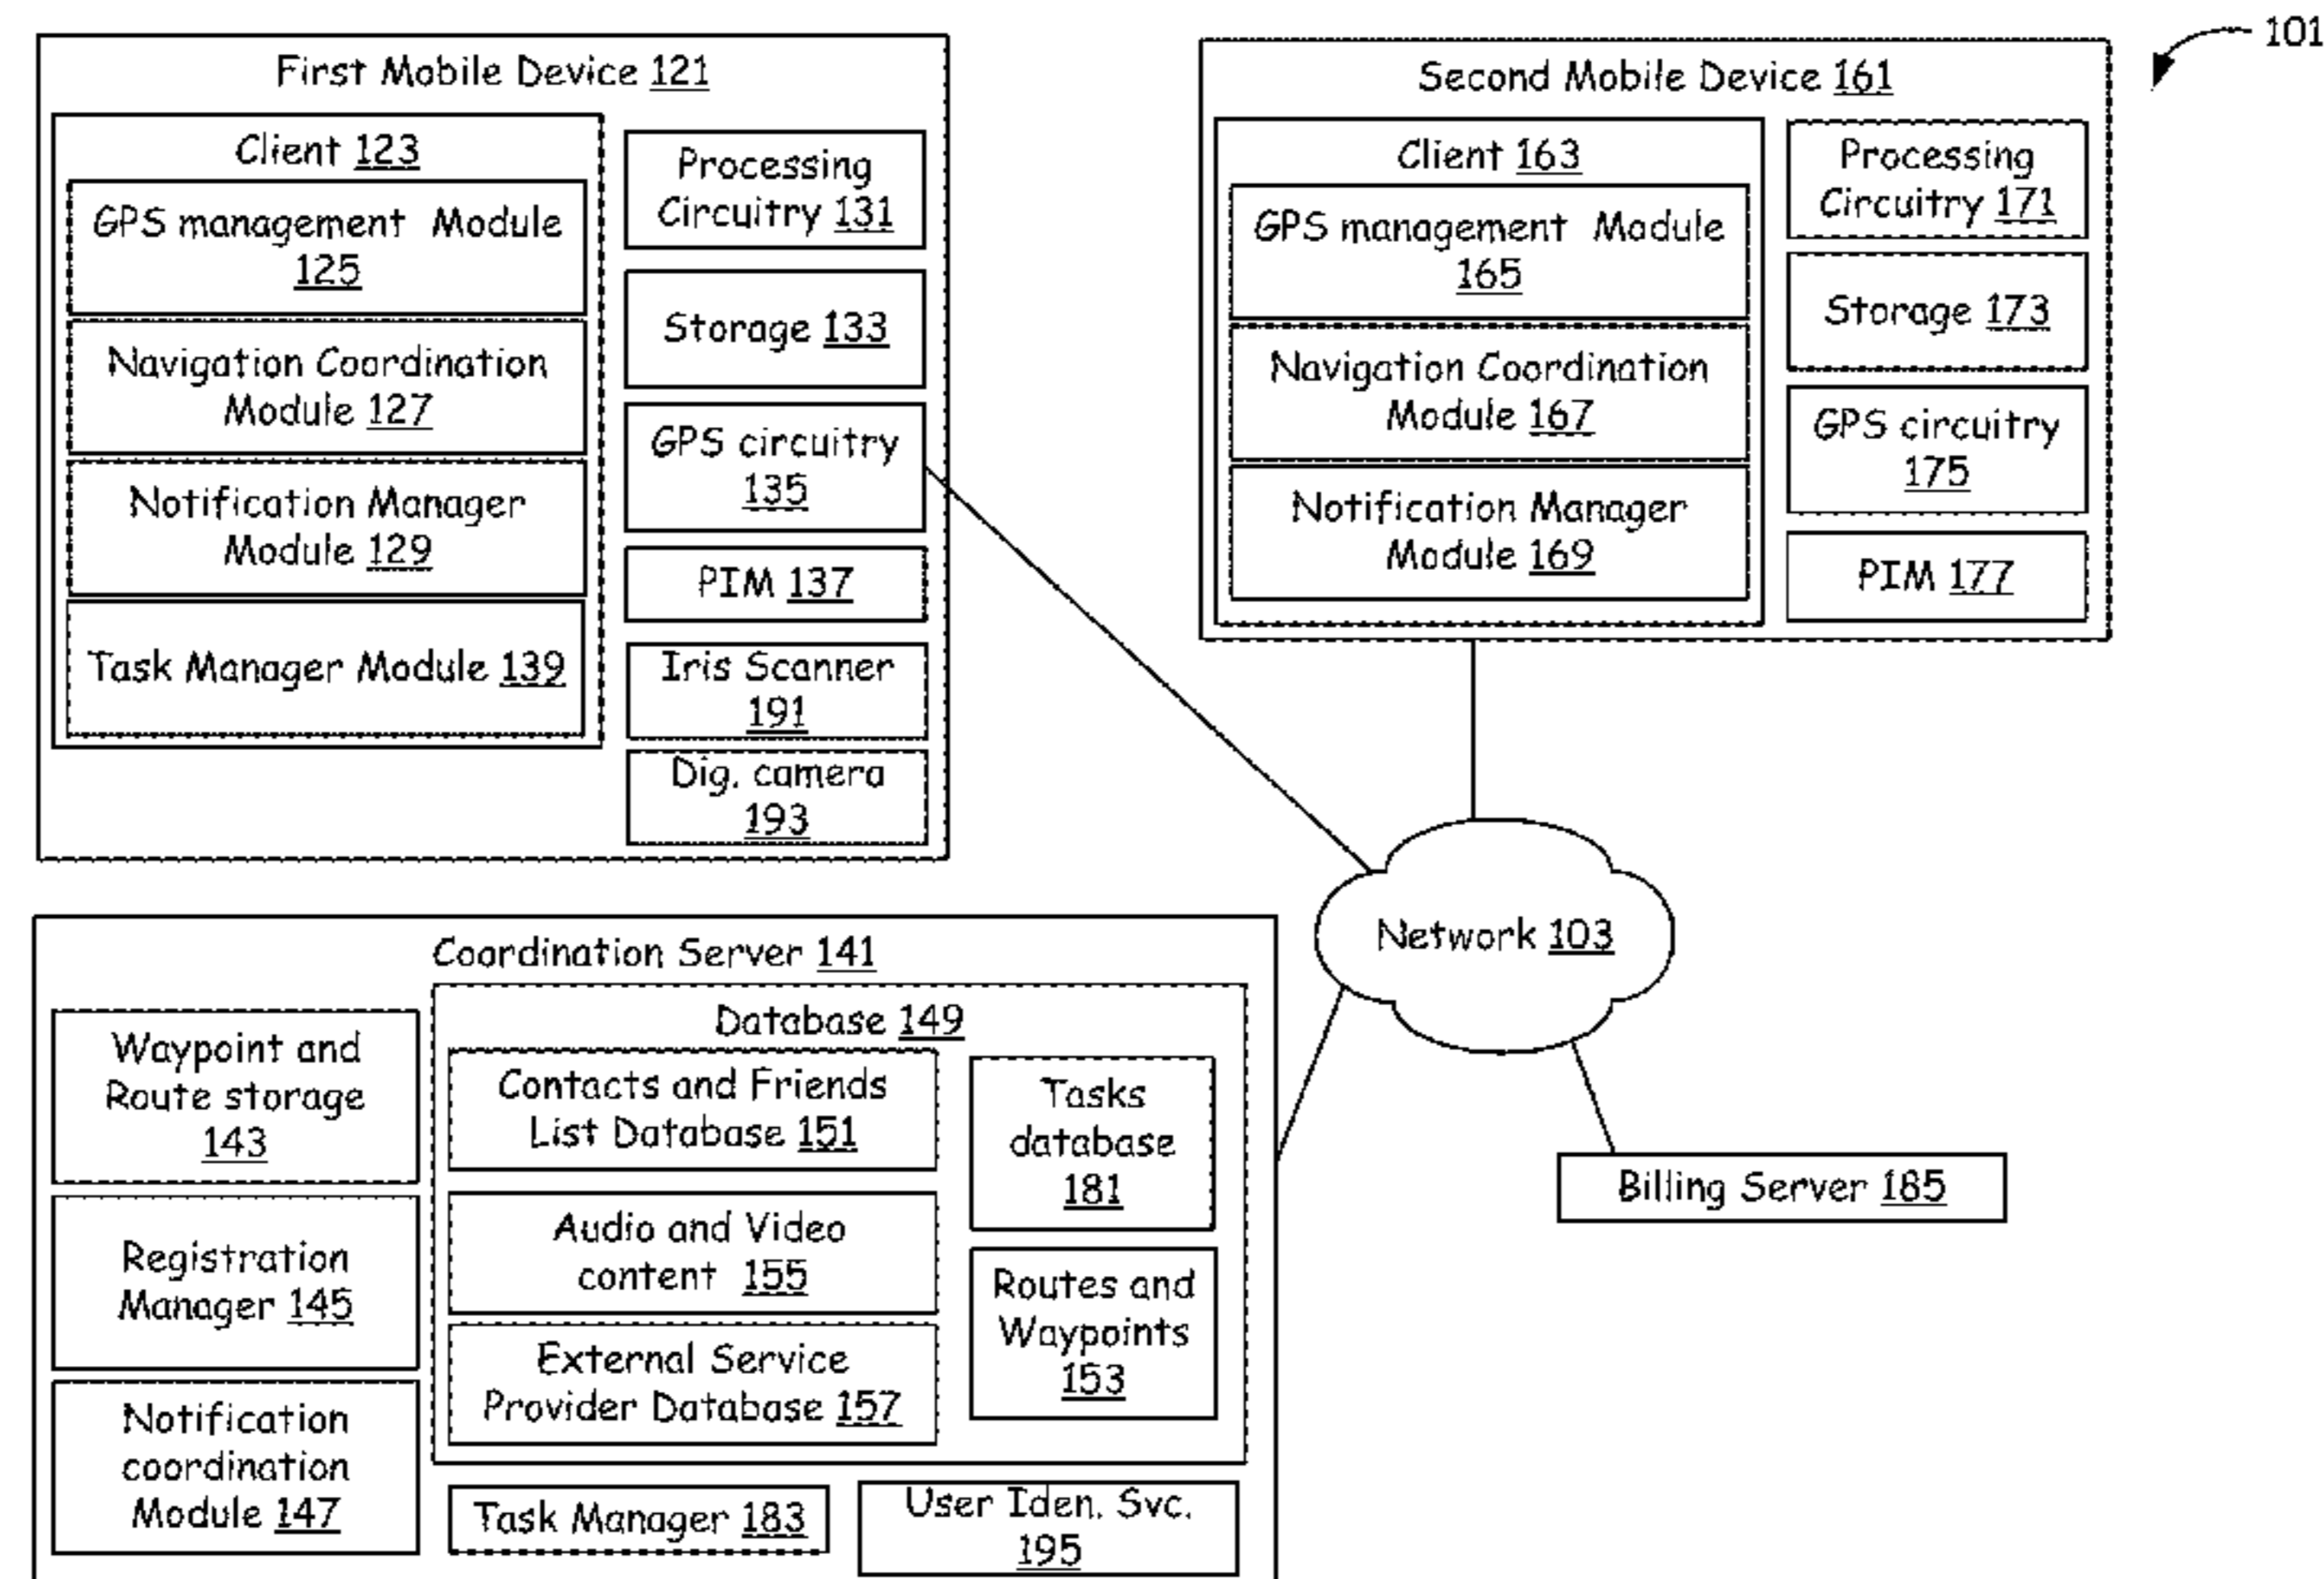 101
First Mobile Device 121
Client 123
GPS management Module
125
Navigation Coordination
Module 127
Notification Manager
Module 129
Task Manager Module 139
Processing
Circuitry 131
Storage 133
GPS circuitry
135
PIM 137
Iris Scanner
191
Dig. camera
193
Second Mobile Device 161
Client 163
GPS management Module
165
Navigation Coordination
Module 167
Notification Manager
Module 169
Processing
Circuitry 171
Storage 173
GPS circuitry
175
PIM 177
Network 103
Coordination Server 141
Waypoint and
Route storage
143
Registration
Manager 145
Notification
coordination
Module 147
Database 149
Contacts and Friends
List Database 151
Audio and Video
content 155
External Service
Provider Database 157
Tasks
database
181
Routes and
Waypoints
153
Task Manager 183
User Iden. Svc.
195
Billing Server 185